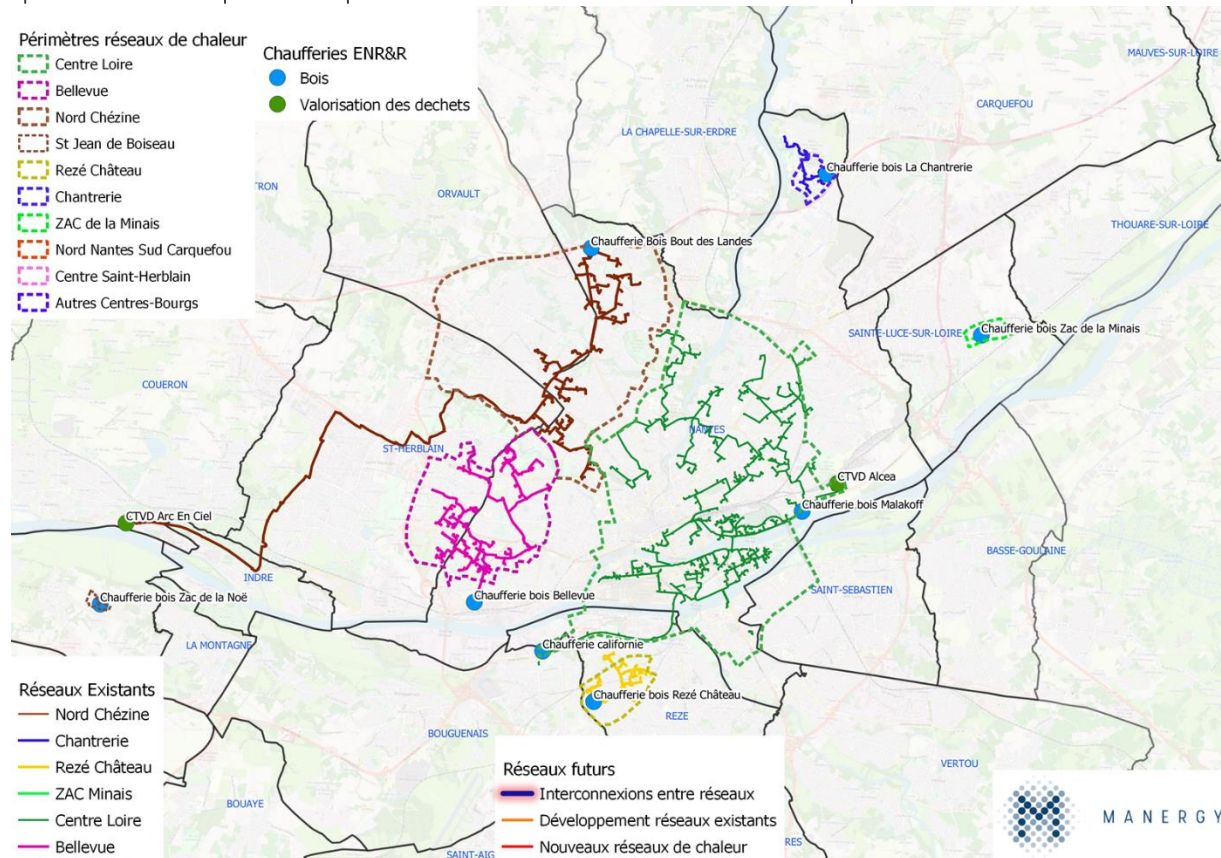 Périmètres réseaux de chaleur
Centre Loire
Bellevue
Nord Chézine
St Jean de Boiseau
Rezé Château
Chantrerie
ZAC de la Minais
Nord Nantes Sud Carquefou
Centre Saint-Herblain
Autres Centres-Bourgs
Chaufferies ENR&R
Bois
Valorisation des dechets
MAUVES-SUR-LOIRE
CARQUEFOU
LA CHAPELLE-SUR-ERDRE
Chaufferie bois La Chantrerie
TRON
ORVAULT
THOUARE-SUR-LOIRE
Chaufferie Bois Bout des Landes
SAINTE-LUCE-SUR-LOIRE
Chaufferie bois Zac de la Minais
COUERON
NANTES
ST-HERBLAIN
CTVD Alcea
Chaufferie bois Malakoff
CTVD Arc En Ciel
BASSE-GOULAINE
INDRE
SAINT-SEBASTIEN
Chaufferie bois Zac de la Noë
Chaufferie bois Bellevue
LA MONTAGNE
Chaufferie californie
Chaufferie bois Rezé Château
REZE
BOUGUENAIS
VERTOU
BOUAYE
SAINT-AIG
RES
Réseaux Existants
Nord Chézine
Chantrerie
Rezé Château
ZAC Minais
Centre Loire
Bellevue
Réseaux futurs
Interconnexions entre réseaux
Développement réseaux existants
Nouveaux réseaux de chaleur
MANERGY